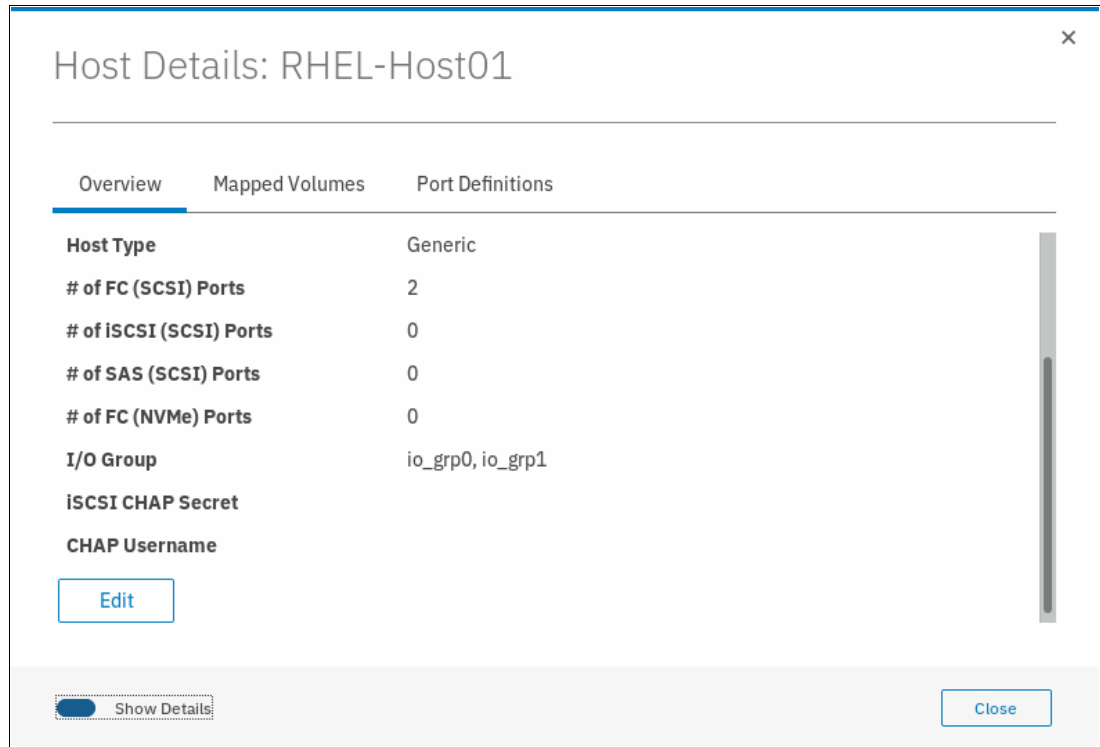 Host Details: RHEL-Host01
Overview Mapped Volumes Port Definitions
Host Type Generic
# of FC (SCSI) Ports 2
# of iSCSI (SCSI) Ports 0
# of SAS (SCSI) Ports 0
# of FC (NVMe) Ports 0
I/O Group io_grp0, io_grp1
iSCSI CHAP Secret
CHAP Username
Edit
Show Details Close